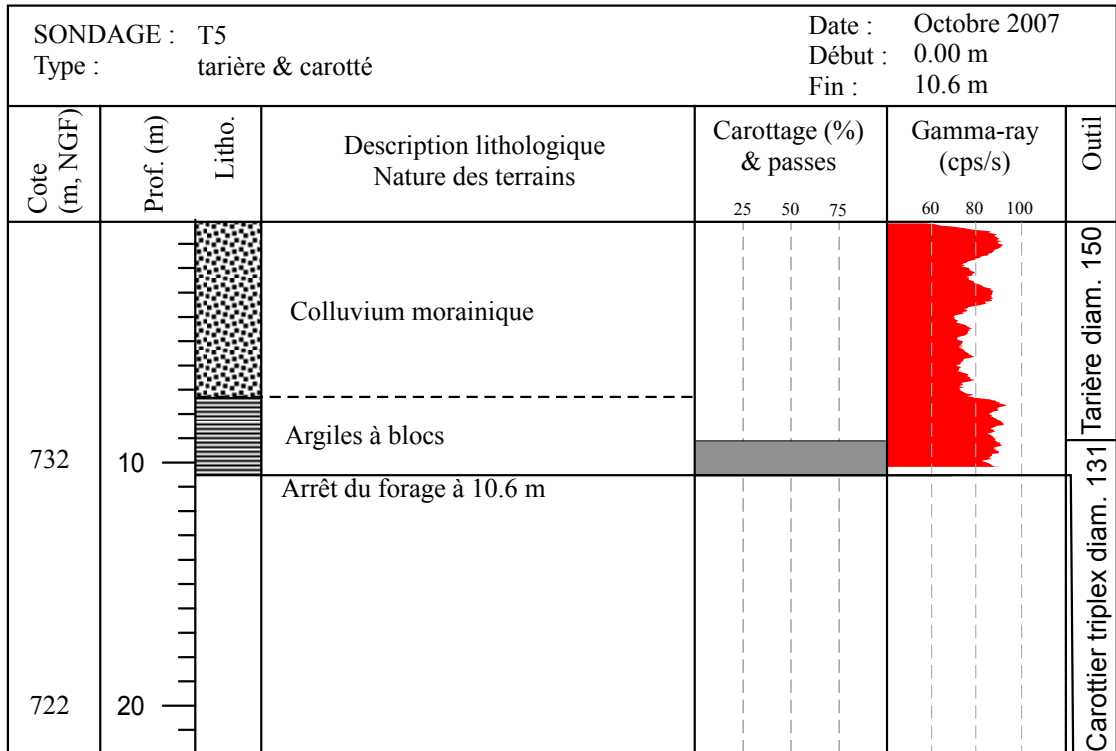 SONDAGE : T5
Type : tarière & carotté
Date : Octobre 2007
Début : 0.00 m
Fin : 10.6 m
Cote
(m, NGF)
Prof. (m)
Litho.
Description lithologique
Nature des terrains
Carottage (%)
& passes
25 50 75
Gamma-ray
(cps/s)
60 80 100
Outil
Colluvium morainique
Argiles à blocs
Arrêt du forage à 10.6 m
732 10
722 20
Tarière diam. 150
Carottier triplex diam. 131